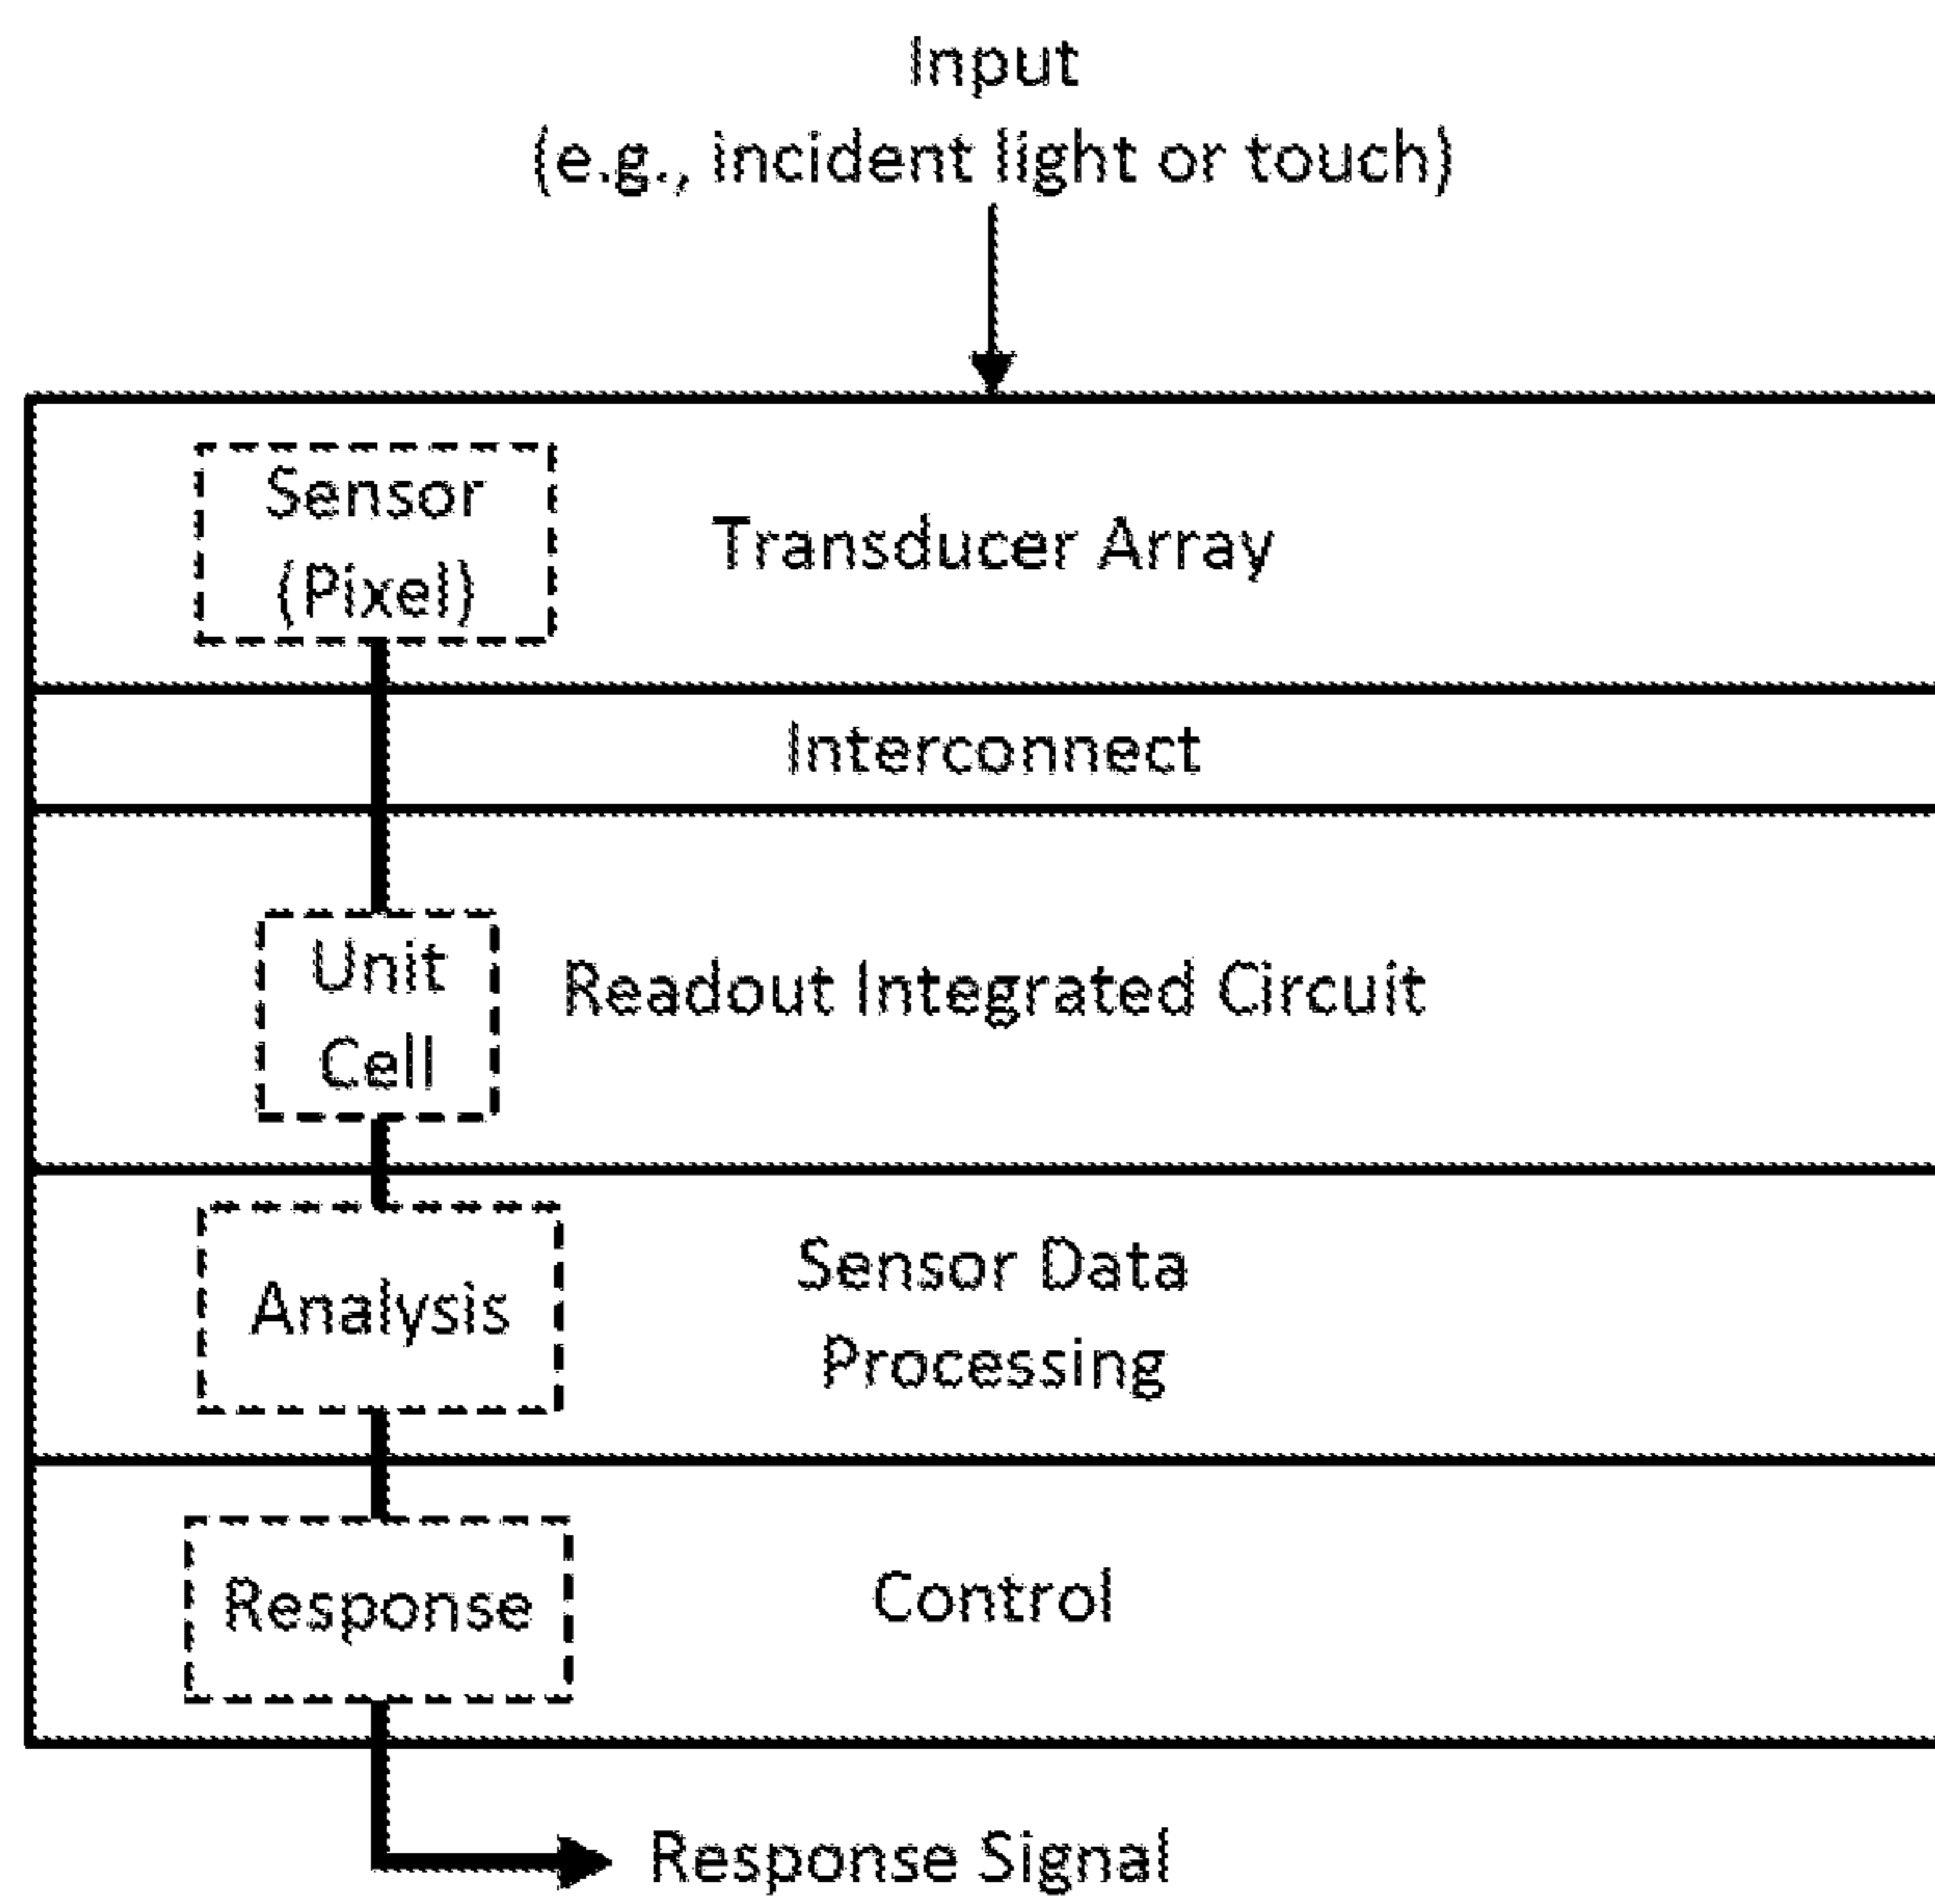 Input
(e.g., incident light or touch)
Sensor
(Pixel)
Transducer Array
Interconnect
Unit
Cell
Readout Integrated Circuit
Analysis
Sensor Data
Processing
Response
Control
Response Signal